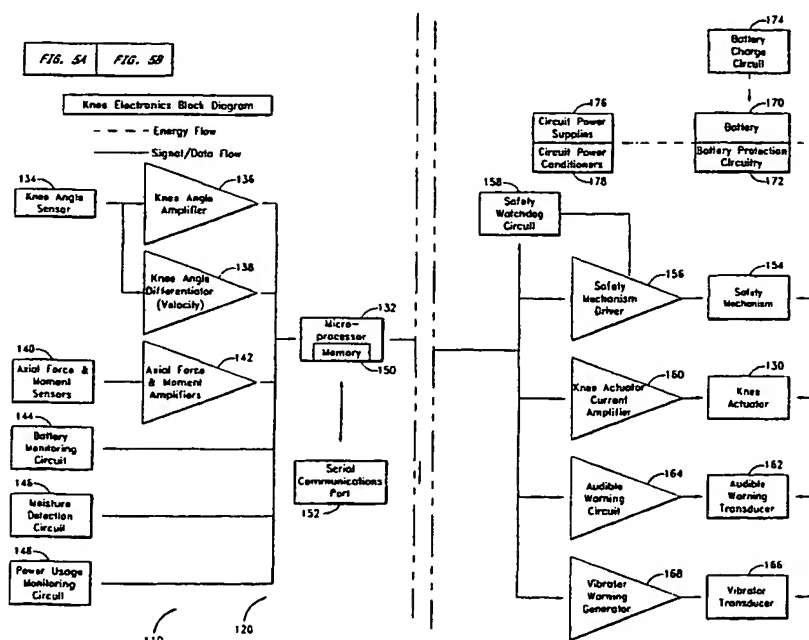 FIG. 5A FIG. 5B
Knee Electronics Block Diagram
Energy Flow
Signal/Data Flow
134
Knee Angle
Sensor
136
Knee Angle
Amplifier
138
Knee Angle
Differentiator
(Velocity)
140
Axial Force &
Moment
Sensors
142
Axial Force
& Moment
Amplifiers
144
Battery
Monitoring
Circuit
146
Moisture
Detection
Circuit
148
Power Usage
Monitoring
Circuit
110
120
132
Micro-
processor
Memory
150
Serial
Communications
Port
152
174
Battery
Charge
Circuit
176
Circuit Power
Supplies
Circuit Power
Conditioners
178
170
Battery
Battery Protection
Circuitry
172
158
Safety
Watchdog
Circuit
156
Safety
Mechanism
Driver
154
Safety
Mechanism
160
Knee Actuator
Current
Amplifier
130
Knee
Actuator
164
Audible
Warning
Circuit
162
Audible
Warning
Transducer
168
Vibrater
Warning
Generator
166
Vibrator
Transducer